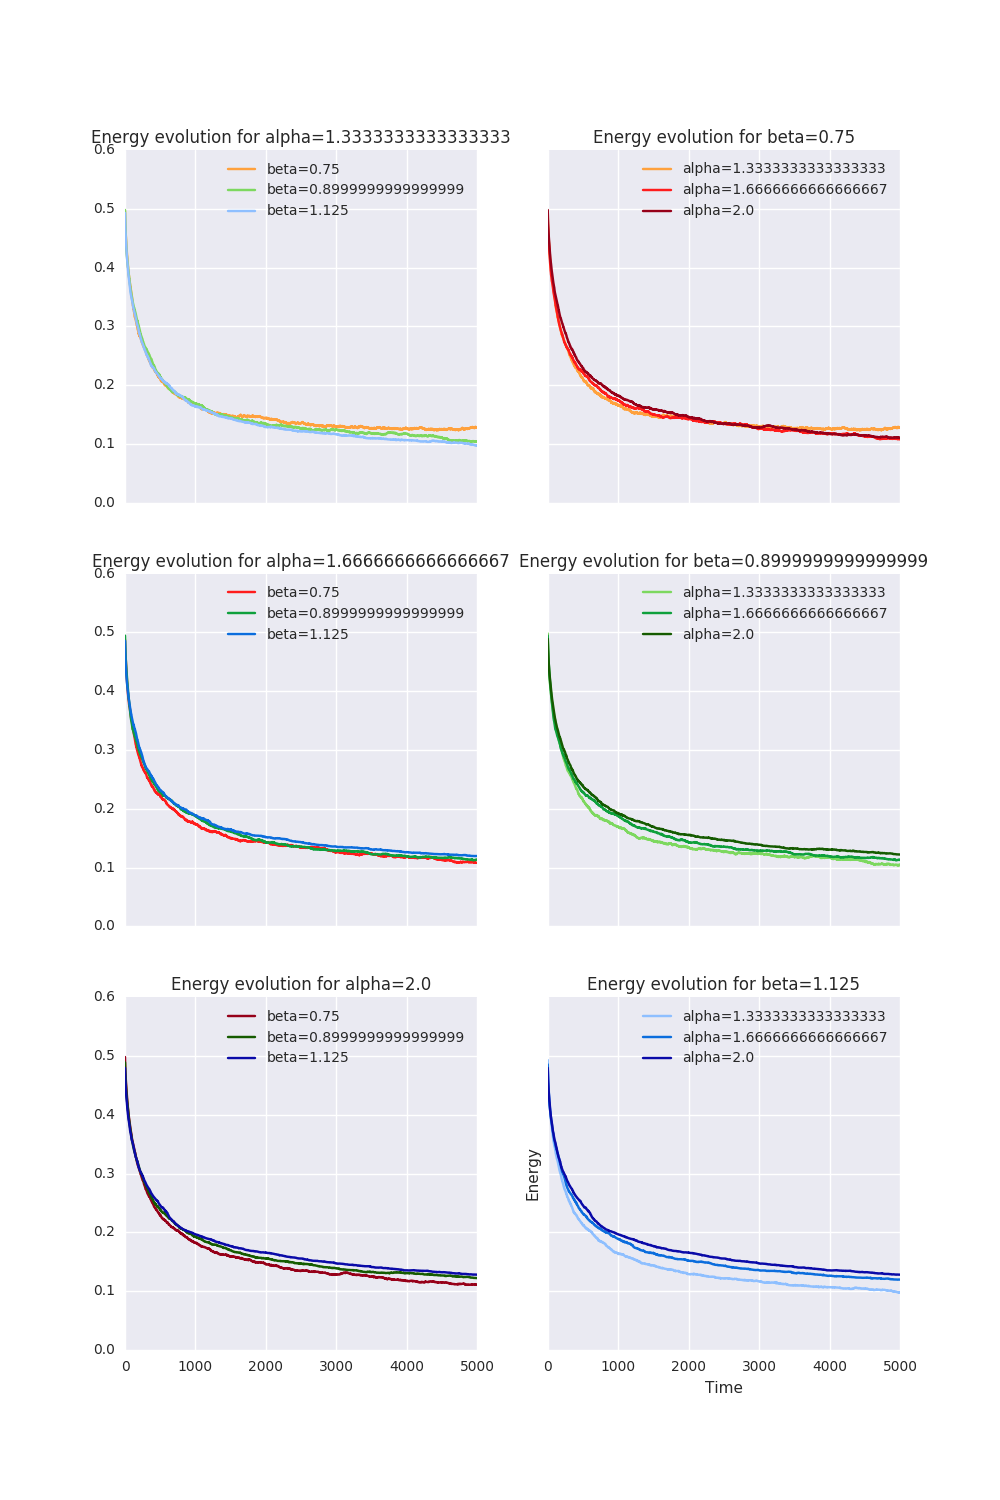 Energy evolution for alpha=1.3333333333333333
0.6
0.5
0.4
0.3
0.2
0.1
0.0
beta=0.75
beta=0.8999999999999999
beta=1.125
Energy evolution for beta=0.75
alpha=1.3333333333333333
alpha=1.6666666666666667
alpha=2.0
Energy evolution for alpha=1.6666666666666667
0.6
0.5
0.4
0.3
0.2
0.1
0.0
beta=0.75
beta=0.8999999999999999
beta=1.125
Energy evolution for beta=0.8999999999999999
alpha=1.3333333333333333
alpha=1.6666666666666667
alpha=2.0
Energy evolution for alpha=2.0
0.6
0.5
0.4
0.3
0.2
0.1
0.0
beta=0.75
beta=0.8999999999999999
beta=1.125
0 1000 2000 3000 4000 5000
Energy evolution for beta=1.125
alpha=1.3333333333333333
alpha=1.6666666666666667
alpha=2.0
Energy
0 1000 2000 3000 4000 5000
Time